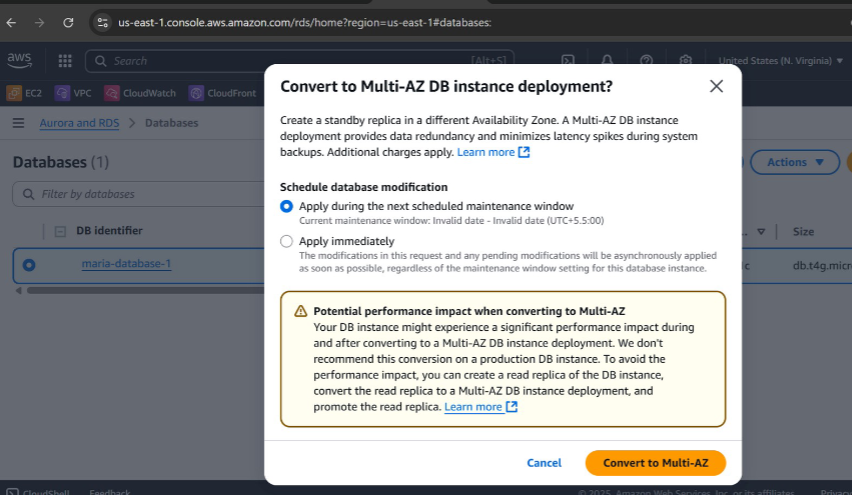 us-east-1.console.aws.amazon.com/rds/home?region=us-east-1#databases:
aws
Search
[Alt+S]
United States (N. Virginia)
EC2
VPC
CloudWatch
CloudFront
Aurora and RDS
Databases
Databases (1)
Actions
Filter by databases
DB identifier
Size
maria-database-1
Convert to Multi-AZ DB instance deployment?
Create a standby replica in a different Availability Zone. A Multi-AZ DB instance
deployment provides data redundancy and minimizes latency spikes during system
backups. Additional charges apply. Learn more
Schedule database modification
Apply during the next scheduled maintenance window
Current maintenance window: Invalid date - Invalid date (UTC+5.5:00)
Apply immediately
The modifications in this request and any pending modifications will be asynchronously applied
as soon as possible, regardless of the maintenance window setting for this database instance.
Potential performance impact when converting to Multi-AZ
Your DB instance might experience a significant performance impact during
and after converting to a Multi-AZ DB instance deployment. We don't
recommend this conversion on a production DB instance. To avoid the
performance impact, you can create a read replica of the DB instance,
convert the read replica to a Multi-AZ DB instance deployment, and
promote the read replica. Learn more
Cancel
Convert to Multi-AZ
CloudShell
Feedback
© 2025, Amazon Web Services, Inc. or its affiliates.